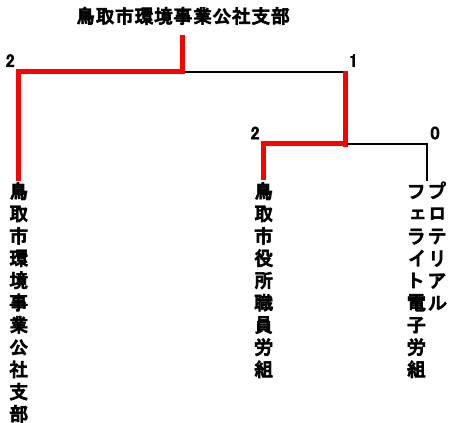 鳥取市環境事業公社支部
2
1
2
0
鳥取市環境事業公社支部
鳥取市役所職員労組
プロテリアル
フェライト電子労組